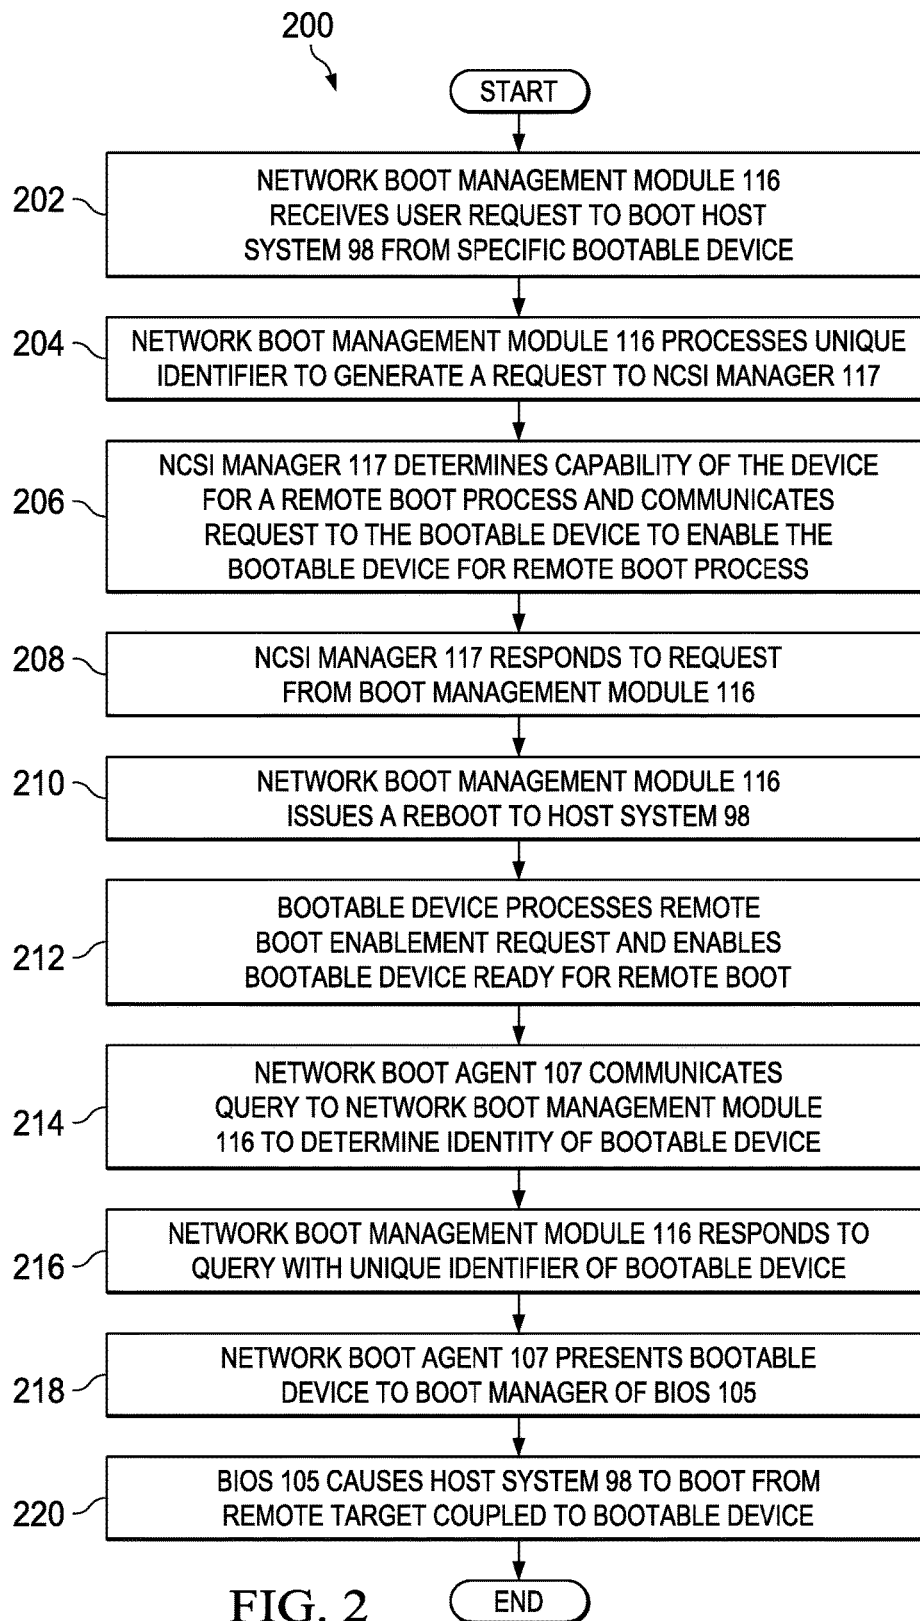 200
START
202
NETWORK BOOT MANAGEMENT MODULE 116
RECEIVES USER REQUEST TO BOOT HOST
SYSTEM 98 FROM SPECIFIC BOOTABLE DEVICE
204
NETWORK BOOT MANAGEMENT MODULE 116 PROCESSES UNIQUE
IDENTIFIER TO GENERATE A REQUEST TO NCSI MANAGER 117
206
NCSI MANAGER 117 DETERMINES CAPABILITY OF THE DEVICE
FOR A REMOTE BOOT PROCESS AND COMMUNICATES
REQUEST TO THE BOOTABLE DEVICE TO ENABLE THE
BOOTABLE DEVICE FOR REMOTE BOOT PROCESS
208
NCSI MANAGER 117 RESPONDS TO REQUEST
FROM BOOT MANAGEMENT MODULE 116
210
NETWORK BOOT MANAGEMENT MODULE 116
ISSUES A REBOOT TO HOST SYSTEM 98
212
BOOTABLE DEVICE PROCESSES REMOTE
BOOT ENABLEMENT REQUEST AND ENABLES
BOOTABLE DEVICE READY FOR REMOTE BOOT
214
NETWORK BOOT AGENT 107 COMMUNICATES
QUERY TO NETWORK BOOT MANAGEMENT MODULE
116 TO DETERMINE IDENTITY OF BOOTABLE DEVICE
216
NETWORK BOOT MANAGEMENT MODULE 116 RESPONDS TO
QUERY WITH UNIQUE IDENTIFIER OF BOOTABLE DEVICE
218
NETWORK BOOT AGENT 107 PRESENTS BOOTABLE
DEVICE TO BOOT MANAGER OF BIOS 105
220
BIOS 105 CAUSES HOST SYSTEM 98 TO BOOT FROM
REMOTE TARGET COUPLED TO BOOTABLE DEVICE
FIG. 2
END